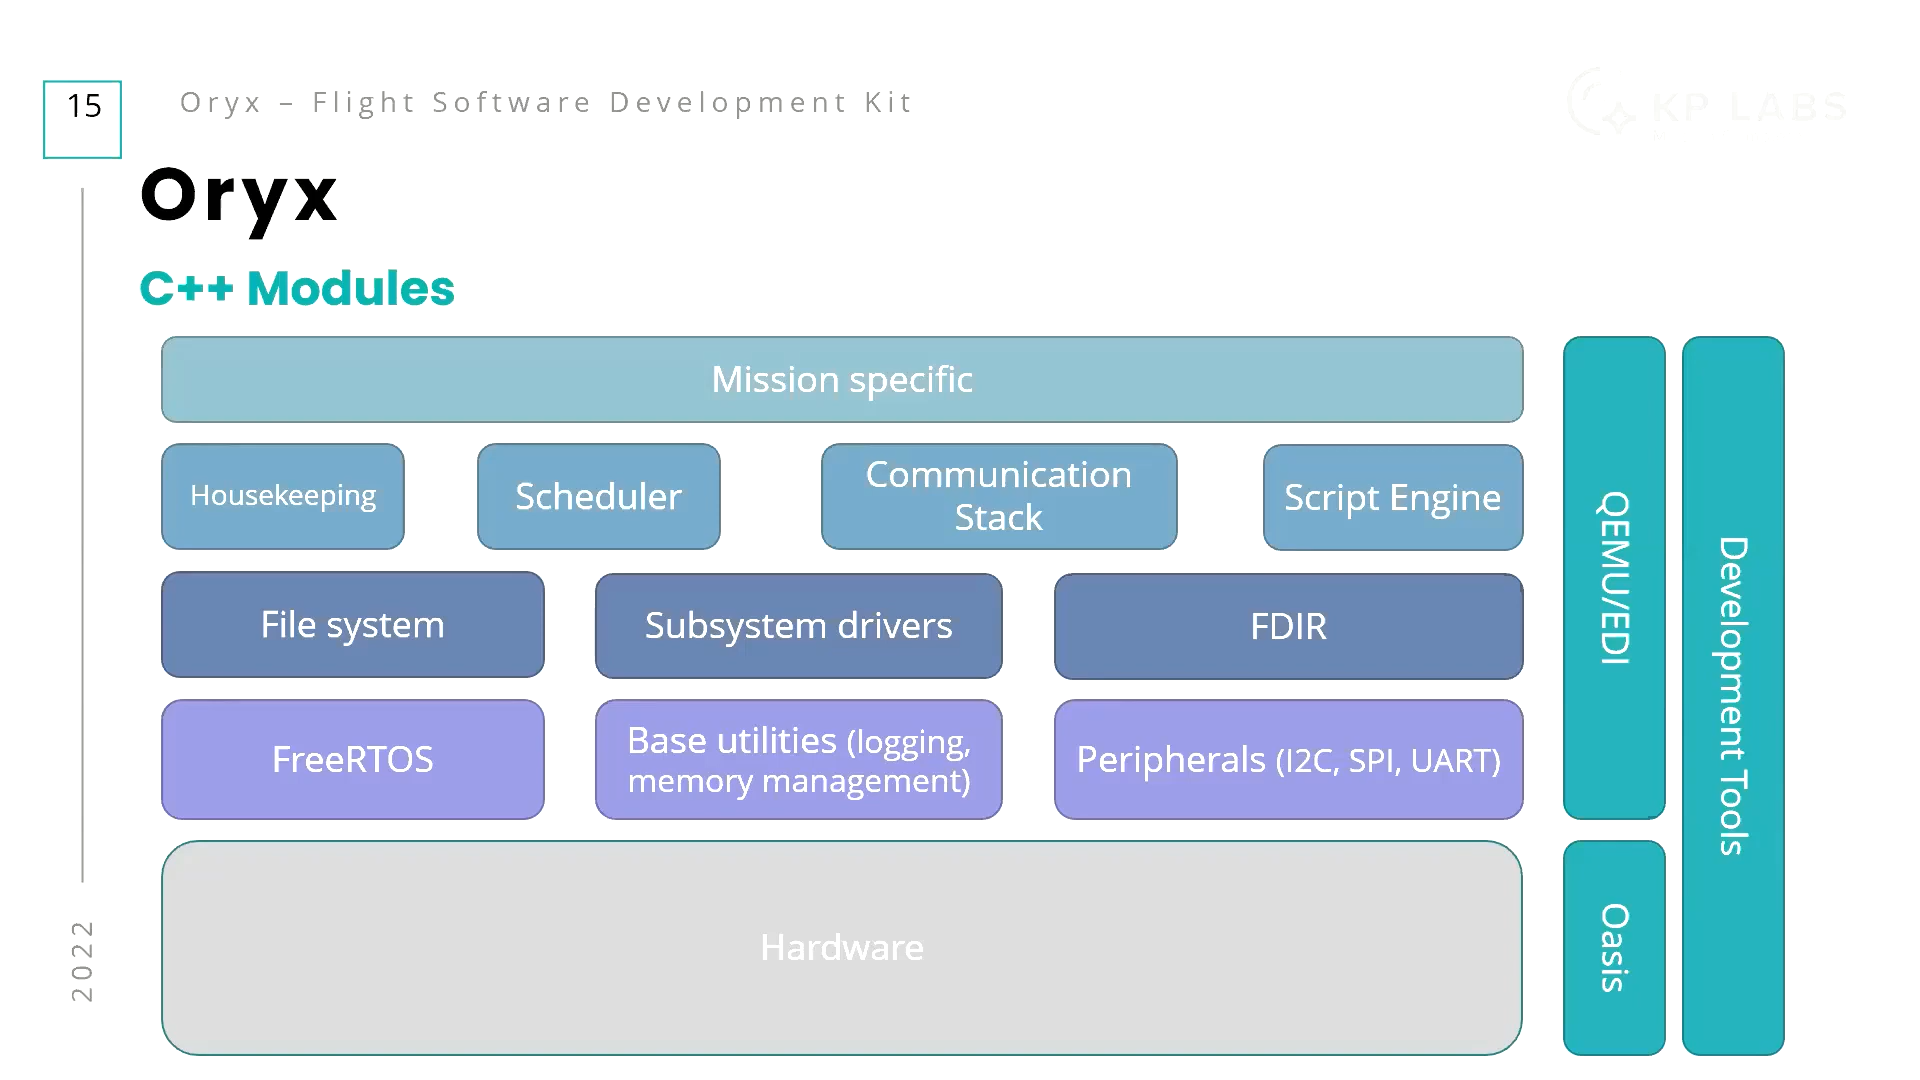 15
Oryx – Flight Software Development Kit
KP LABS
Oryx
C++ Modules
Mission specific
Housekeeping
Scheduler
Communication
Stack
Script Engine
File system
Subsystem drivers
FDIR
FreeRTOS
Base utilities (logging,
memory management)
Peripherals (I2C, SPI, UART)
Hardware
QEMU/EDI
Oasis
Development Tools
2022